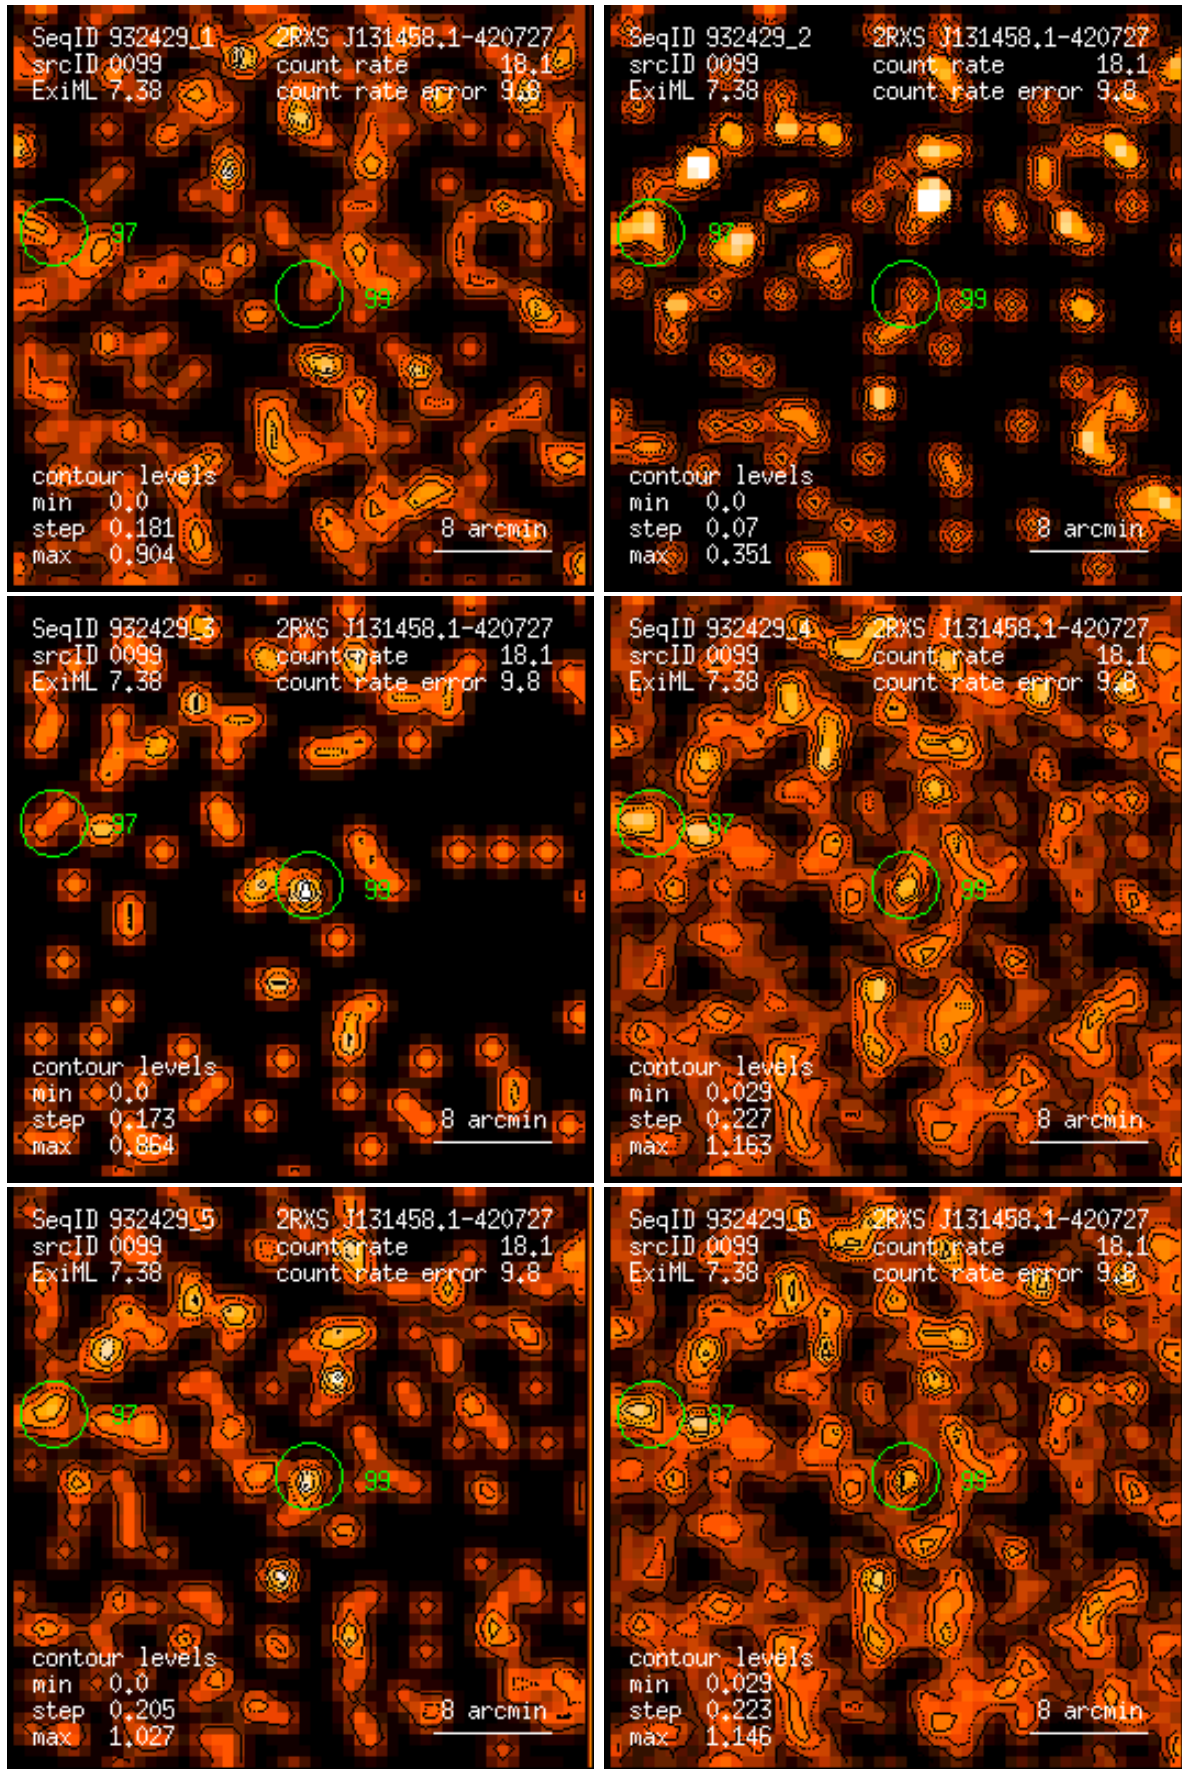 SeqID 932429_1 2RXS J131458.1-420727
srcID 0099 count rate 18.1
ExiML 7.38 count rate error 9.8
97
99
contour levels
min 0.0
step 0.181
max 0.904
8 arcmin
SeqID 932429_2 2RXS J131458.1-420727
srcID 0099 count rate 18.1
ExiML 7.38 count rate error 9.8
97
99
contour levels
min 0.0
step 0.07
max 0.351
8 arcmin
SeqID 932429_3 2RXS J131458.1-420727
srcID 0099 count rate 18.1
ExiML 7.38 count rate error 9.8
97
99
contour levels
min 0.0
step 0.173
max 0.864
8 arcmin
SeqID 932429_4 2RXS J131458.1-420727
srcID 0099 count rate 18.1
ExiML 7.38 count rate error 9.8
97
99
contour levels
min 0.029
step 0.227
max 1.163
8 arcmin
SeqID 932429_5 2RXS J131458.1-420727
srcID 0099 count rate 18.1
ExiML 7.38 count rate error 9.8
97
99
contour levels
min 0.0
step 0.205
max 1.027
8 arcmin
SeqID 932429_6 2RXS J131458.1-420727
srcID 0099 count rate 18.1
ExiML 7.38 count rate error 9.8
97
99
contour levels
min 0.029
step 0.223
max 1.146
8 arcmin